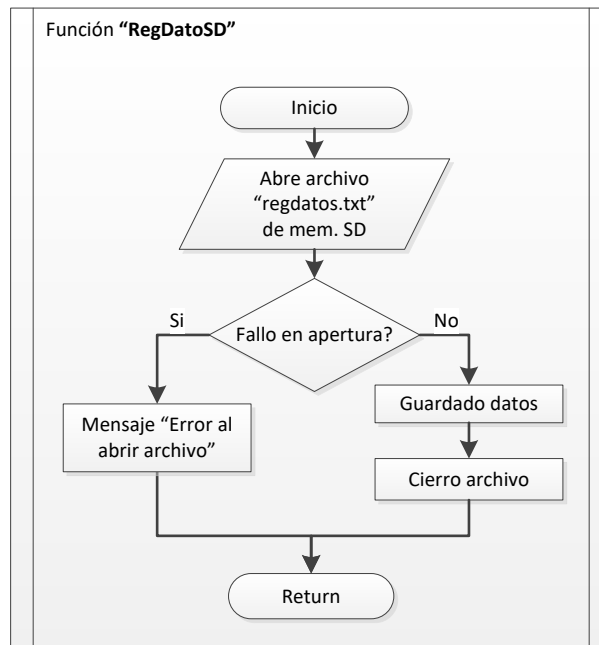 Función “RegDatoSD”
Inicio
Abre archivo
“regdatos.txt”
de mem. SD
Si
Fallo en apertura?
No
Mensaje “Error al
abrir archivo”
Guardado datos
Cierro archivo
Return